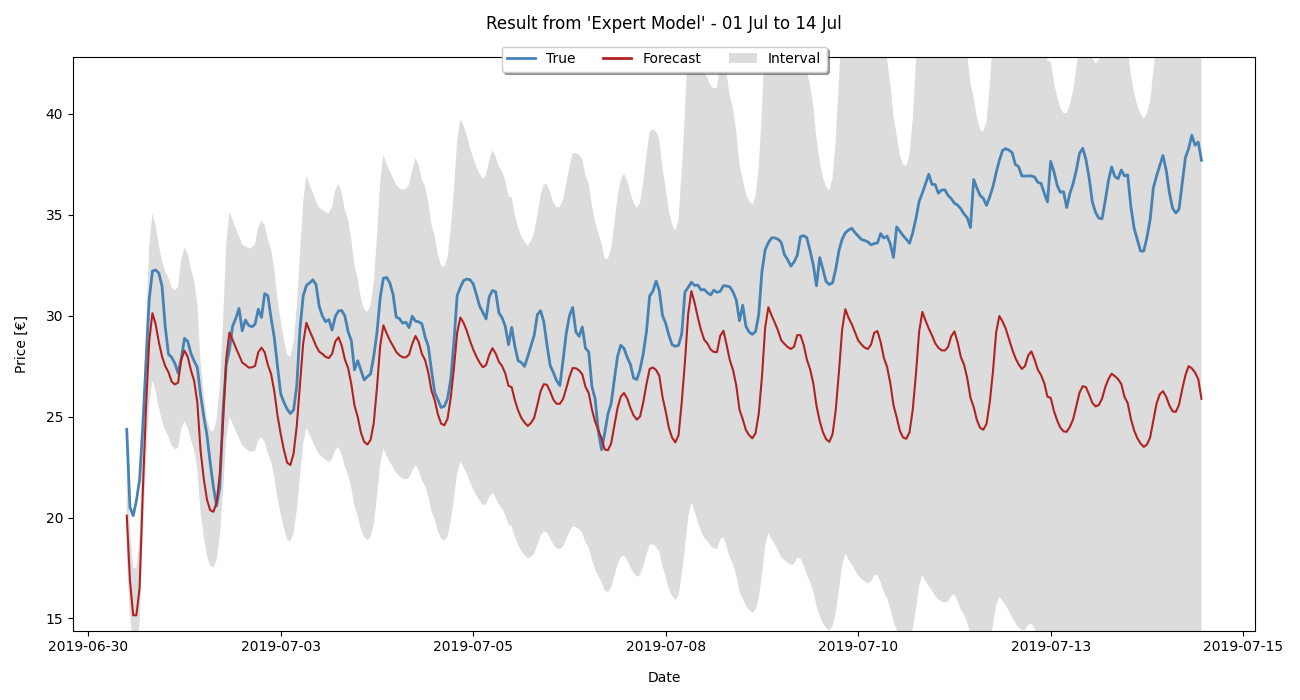 Result from 'Expert Model' - 01 Jul to 14 Jul
True Forecast Interval
Price [€]
40
35
30
25
20
15
2019-06-30 2019-07-03 2019-07-05 2019-07-08 2019-07-10 2019-07-13 2019-07-15
Date